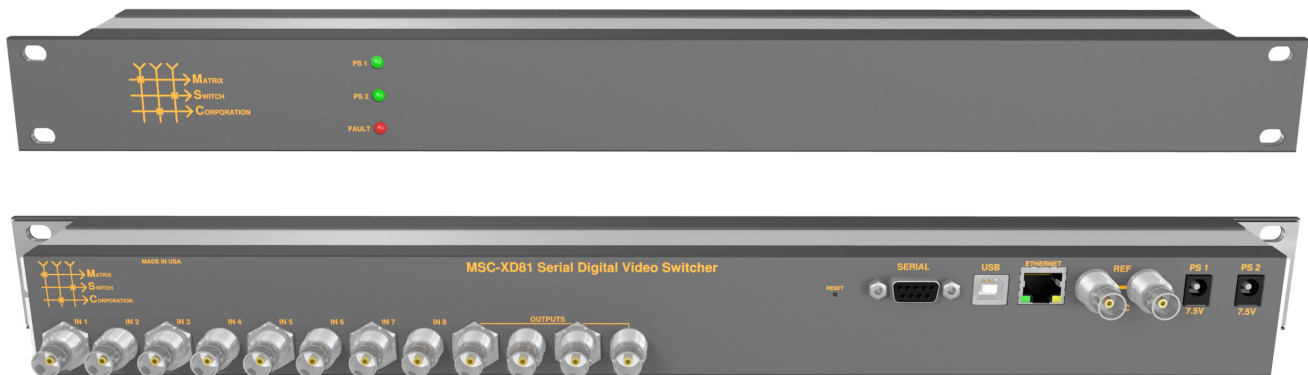 PS 1
MATRIX
PS 2
SWITCH
CORPORATION
FAULT
MADE IN USA
MSC-XD81 Serial Digital Video Switcher
SERIAL
USB
ETHERNET
REF
PS 1
PS 2
MATRIX
SWITCH
CORPORATION
RESET
C
7.5V
7.5V
IN 1
IN 2
IN 3
IN 4
IN 5
IN 6
IN 7
IN 8
OUTPUTS